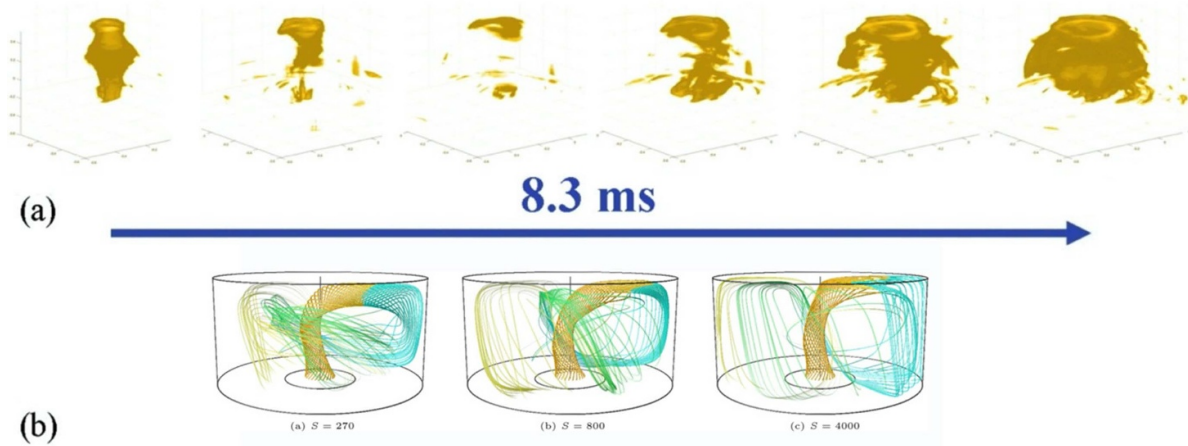 8.3 ms
(a)
(a) S = 270
(b) S = 800
(c) S = 4000
(b)